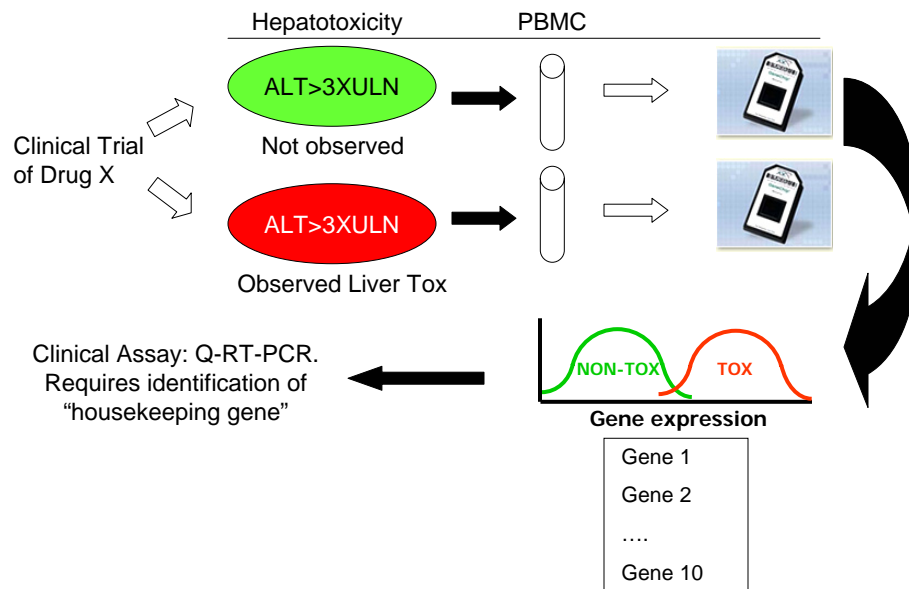 Hepatotoxicity PBMC
ALT>3XULN
Not observed
Clinical Trial
of Drug X
ALT>3XULN
Observed Liver Tox
Clinical Assay: Q-RT-PCR.
Requires identification of
“housekeeping gene”
NON-TOX TOX
Gene expression
Gene 1
Gene 2
….
Gene 10